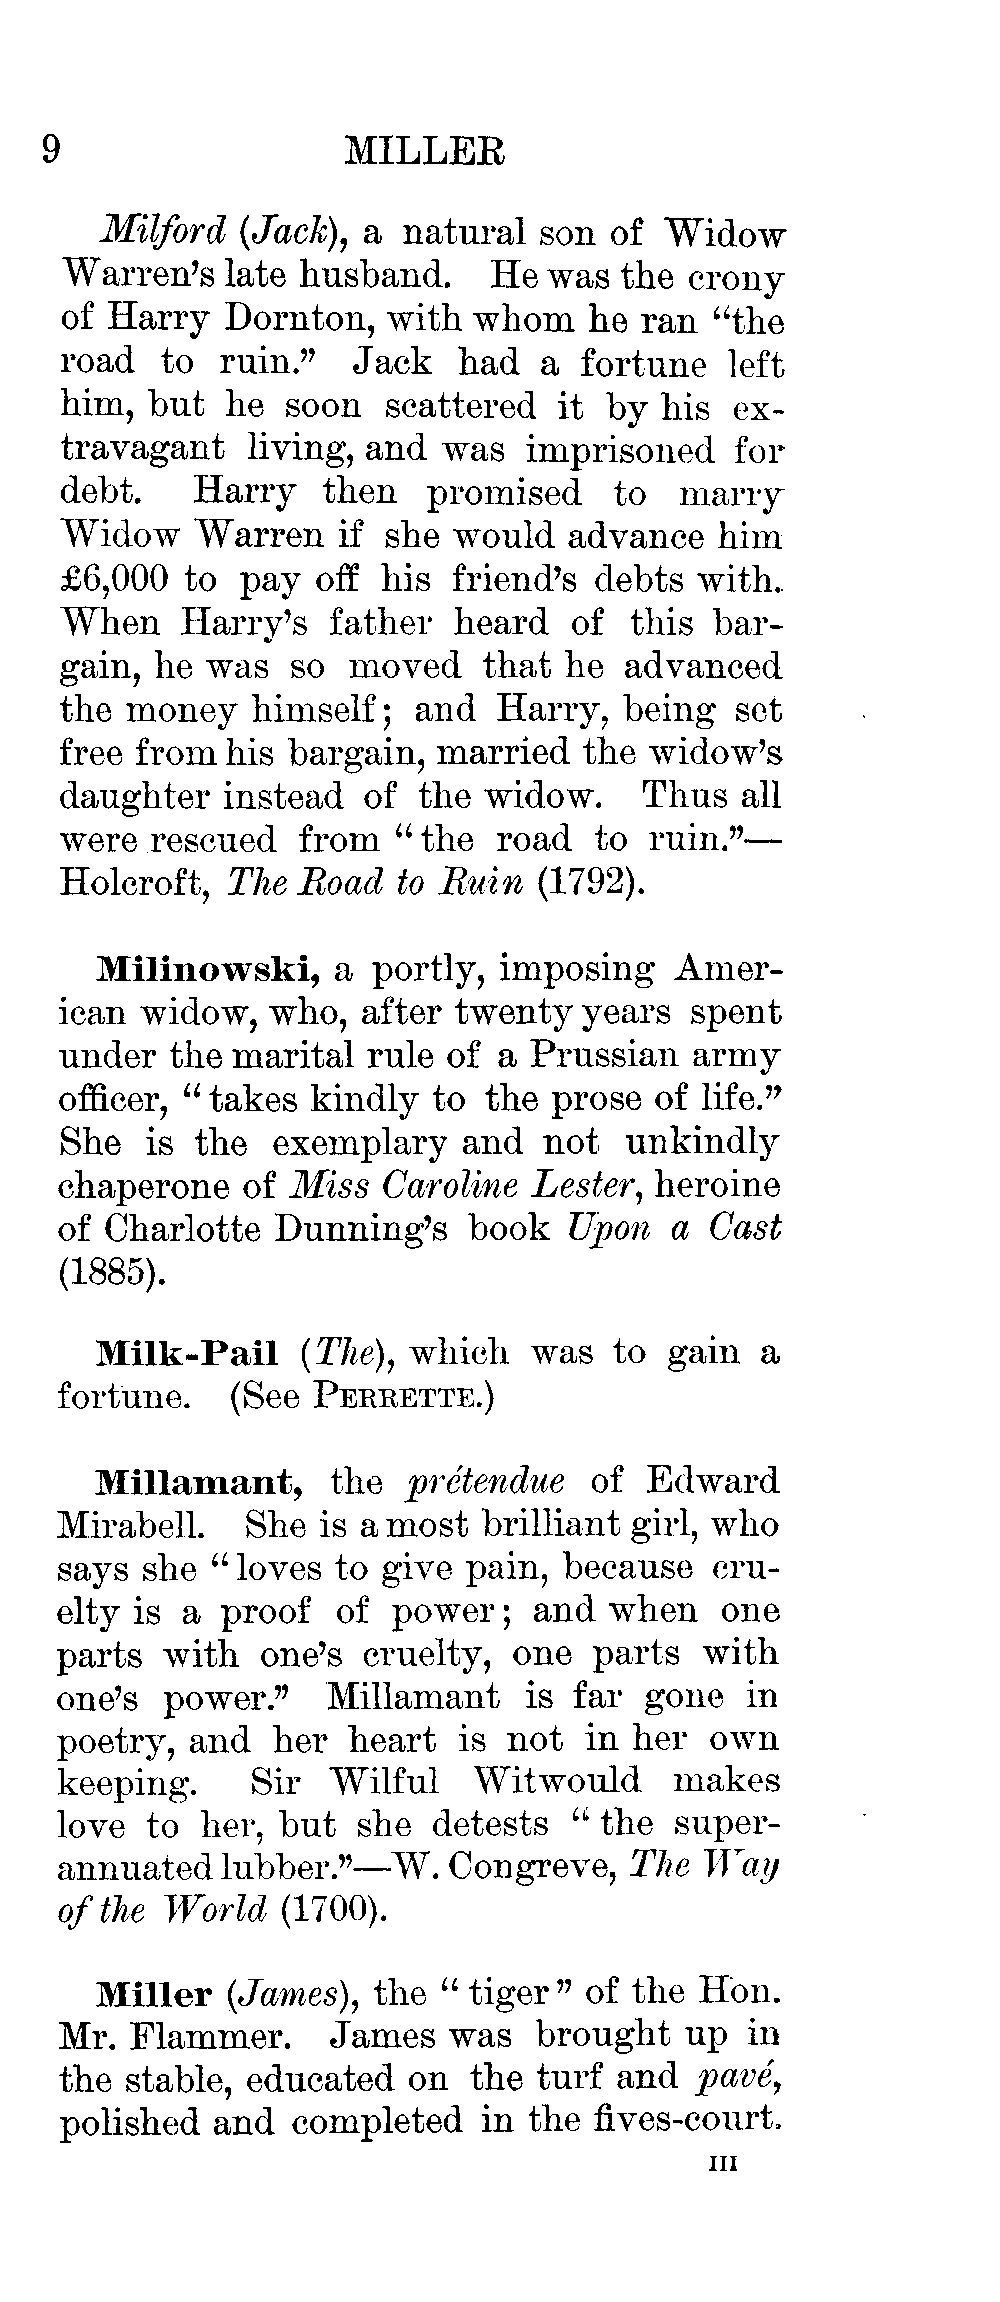 9 MILLER
Milford (Jack), a natural son of Widow
Warren's late husband. He was the crony
of Harry Dornton, with whom he ran “the
road to ruin.” Jack had a fortune left
him, but he soon scattered it by his ex-
travagant living, and was imprisoned for
debt. Harry then promised to marry
Widow Warren if she would advance him
£6,000 to pay off his friend's debts with.
When Harry's father heard of this bar-
gain, he was so moved that he advanced
the money himself; and Harry, being set
free from his bargain, married the widow's
daughter instead of the widow. Thus all
were rescued from “the road to ruin.”—
Holcroft, The Road to Ruin (1792).
Milinowski, a portly, imposing Amer-
ican widow, who, after twenty years spent
under the marital rule of a Prussian army
officer, “takes kindly to the prose of life.”
She is the exemplary and not unkindly
chaperone of Miss Caroline Lester, heroine
of Charlotte Dunning's book Upon a Cast
(1885).
Milk-Pail (The), which was to gain a
fortune. (See PERRETTE.)
Millamant, the prétendue of Edward
Mirabell. She is a most brilliant girl, who
says she “loves to give pain, because cru-
elty is a proof of power; and when one
parts with one's cruelty, one parts with
one's power.” Millamant is far gone in
poetry, and her heart is not in her own
keeping. Sir Wilful Witwould makes
love to her, but she detests “the super-
annuated lubber.”—W. Congreve, The Way
of the World (1700).
Miller (James), the “tiger” of the Hon.
Mr. Flammer. James was brought up in
the stable, educated on the turf and pavé,
polished and completed in the fives-court.
III